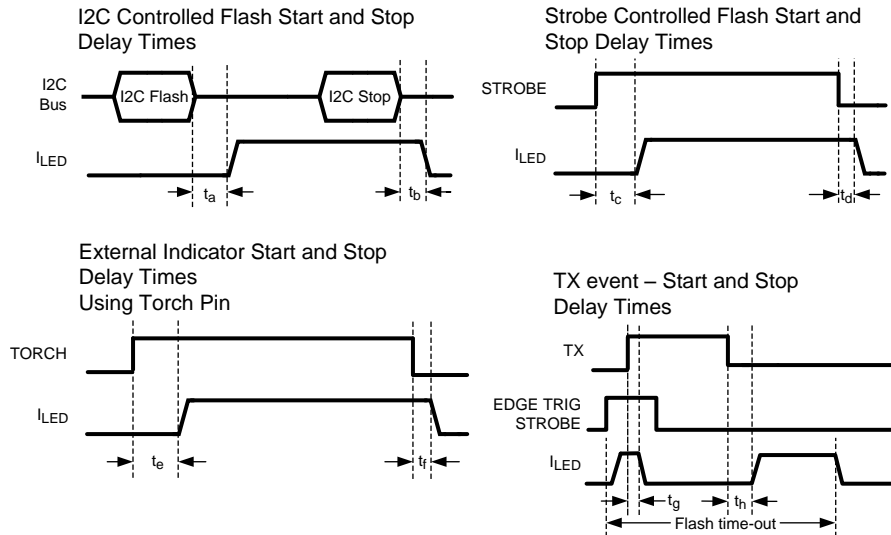 I2C Controlled Flash Start and Stop
Delay Times
I2C
Bus
I2C Flash
I2C Stop
ILED
ta
tb
Strobe Controlled Flash Start and
Stop Delay Times
STROBE
ILED
tc
td
External Indicator Start and Stop
Delay Times
Using Torch Pin
TORCH
ILED
te
tf
TX event – Start and Stop
Delay Times
TX
EDGE TRIG
STROBE
ILED
tg
th
Flash time-out